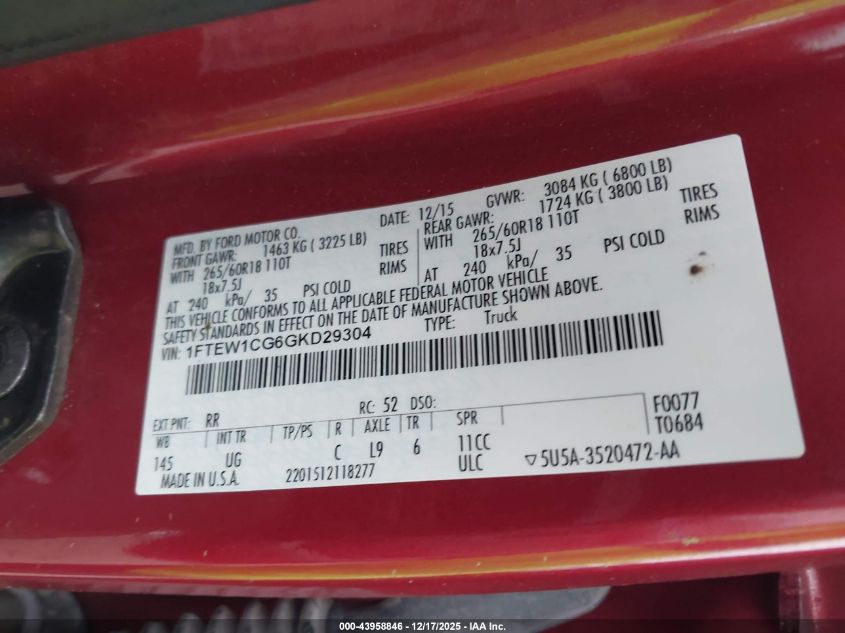 MFD. BY FORD MOTOR CO.
DATE: 12/15 GVWR: 3084 KG ( 6800 LB)
FRONT GAWR: 1463 KG ( 3225 LB)
REAR GAWR: 1724 KG ( 3800 LB)
WITH 265/60R18 110T TIRES
WITH 265/60R18 110T TIRES
18x7.5J RIMS
18x7.5J RIMS
AT 240 kPa/ 35 PSI COLD
AT 240 kPa/ 35 PSI COLD
THIS VEHICLE CONFORMS TO ALL APPLICABLE FEDERAL MOTOR VEHICLE
SAFETY STANDARDS IN EFFECT ON THE DATE OF MANUFACTURE SHOWN ABOVE.
VIN: 1FTEW1CG6GKD29304 TYPE: Truck
EXT PNT: RR RC: 52 DSO:
WB INT TR TP/PS R AXLE TR SPR
F0077
T0684
145 UG C L9 6 11CC
MADE IN U.S.A. 2201512118277 ULC ▽5U5A-3520472-AA
000-43958846 - 12/17/2025 - IAA Inc.